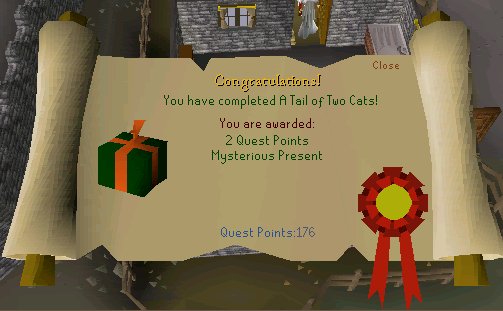 Congratulations!
Close
You have completed A Tail of Two Cats!
You are awarded:
2 Quest Points
Mysterious Present
Quest Points:176